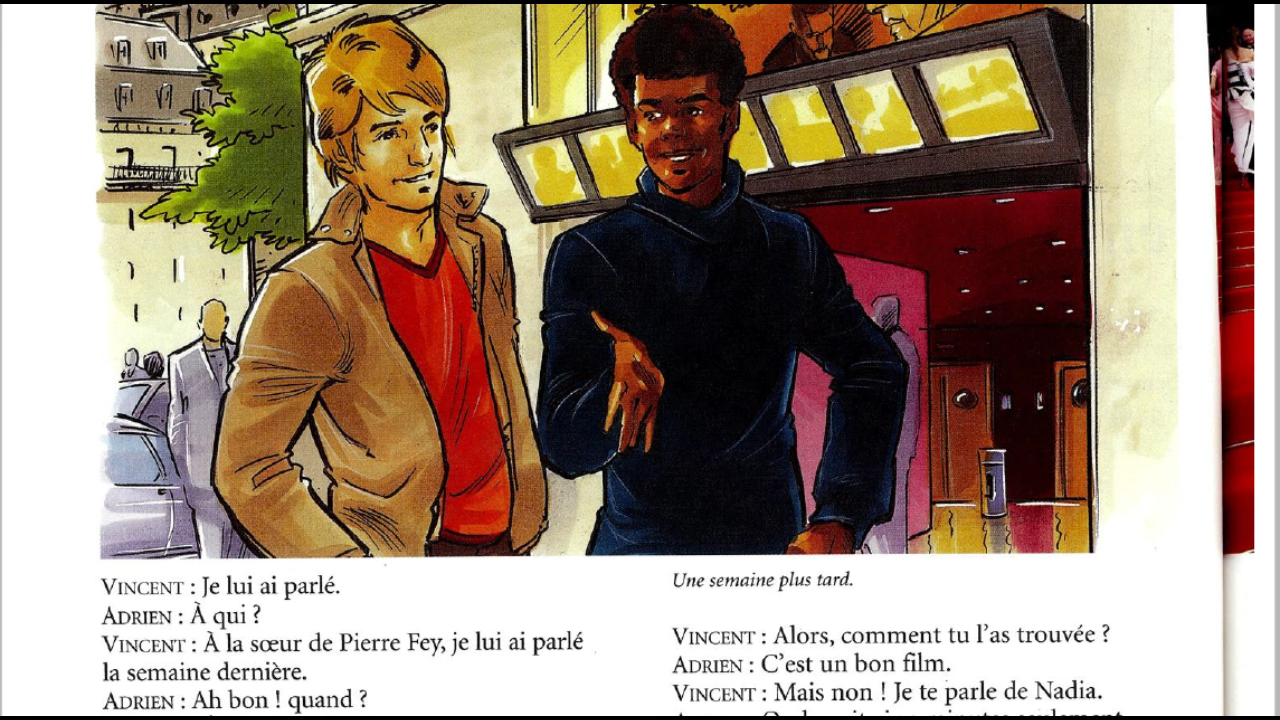 VINCENT : Je lui ai parlé.
ADRIEN : À qui ?
VINCENT : À la sœur de Pierre Fey, je lui ai parlé
la semaine dernière.
ADRIEN : Ah bon ! quand ?
Une semaine plus tard.
VINCENT : Alors, comment tu l'as trouvée ?
ADRIEN : C'est un bon film.
VINCENT : Mais non ! Je te parle de Nadia.